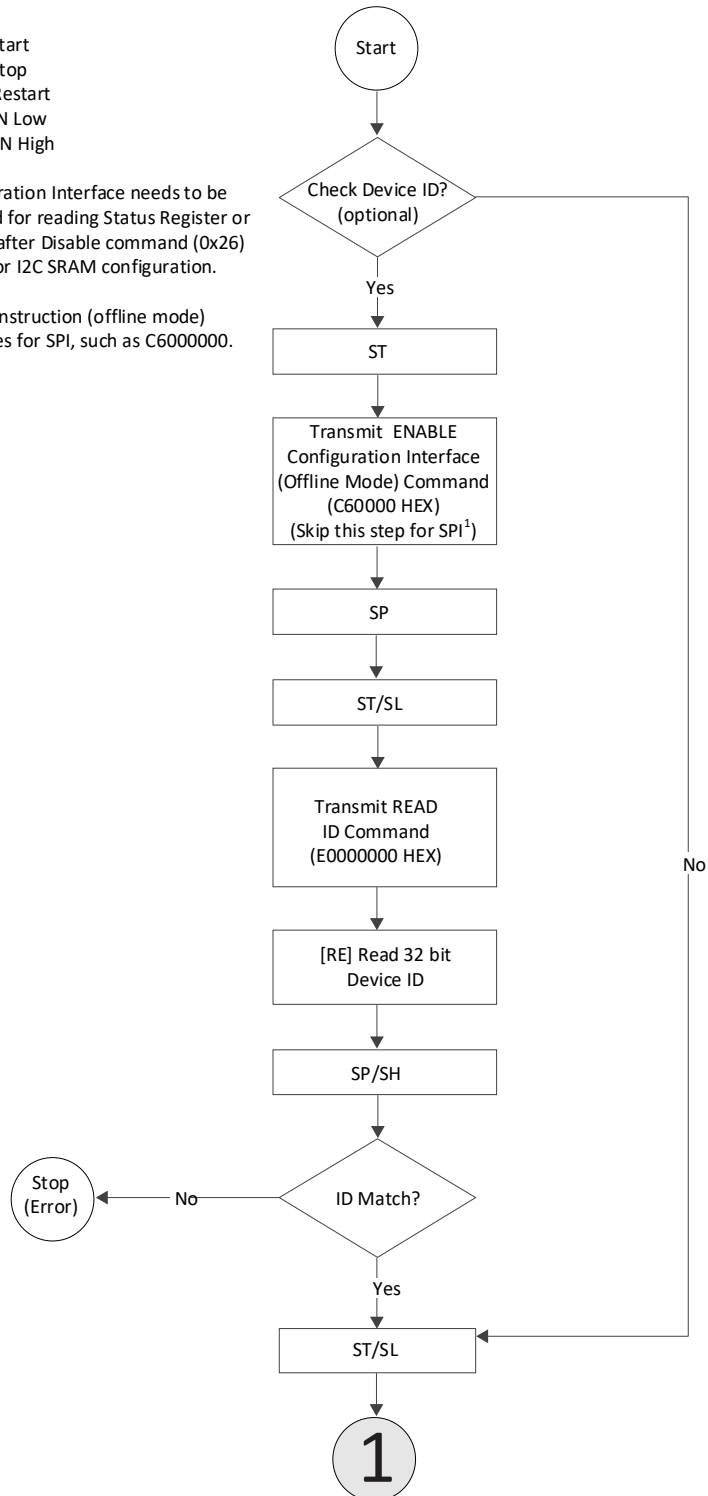 Start
Low
High
ration Interface needs to be
for reading Status Register or
after Disable command (0x26)
or I2C SRAM configuration.
nstruction (offline mode)
es for SPI, such as C6000000.
Check Device ID?
(optional)
Yes
ST
Transmit ENABLE
Configuration Interface
(Offline Mode) Command
(C60000 HEX)
(Skip this step for SPI¹)
SP
ST/SL
Transmit READ
ID Command
(E0000000 HEX)
No
[RE] Read 32 bit
Device ID
SP/SH
Stop
(Error)
No
ID Match?
Yes
ST/SL
1